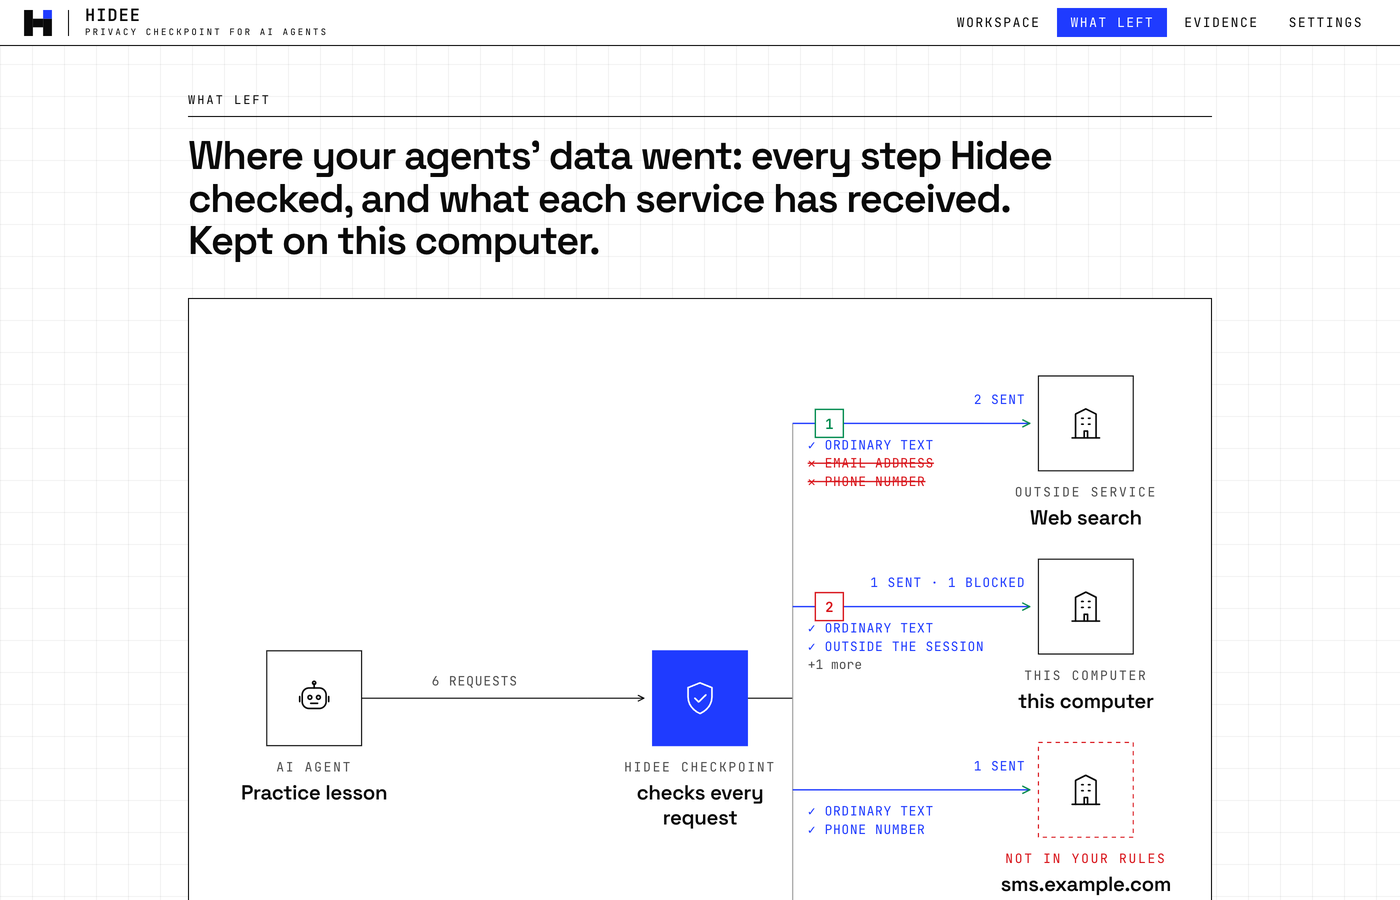 HIDEE
PRIVACY CHECKPOINT FOR AI AGENTS
WORKSPACE
WHAT LEFT
EVIDENCE
SETTINGS
WHAT LEFT
Where your agents’ data went: every step Hidee
checked, and what each service has received.
Kept on this computer.
2 SENT
1
✓ ORDINARY TEXT
× EMAIL ADDRESS
× PHONE NUMBER
OUTSIDE SERVICE
Web search
1 SENT · 1 BLOCKED
2
✓ ORDINARY TEXT
✓ OUTSIDE THE SESSION
+1 more
THIS COMPUTER
this computer
6 REQUESTS
AI AGENT
Practice lesson
HIDEE CHECKPOINT
checks every
request
1 SENT
✓ ORDINARY TEXT
✓ PHONE NUMBER
NOT IN YOUR RULES
sms.example.com